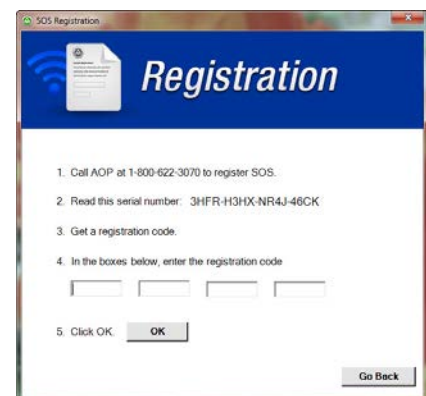 SOS Registration
Registration
1. Call AOP at 1-800-622-3070 to register SOS.
2. Read this serial number: 3HFR-H3HX-NR4J-46CK
3. Get a registration code.
4. In the boxes below, enter the registration code
5. Click OK. OK
Go Back